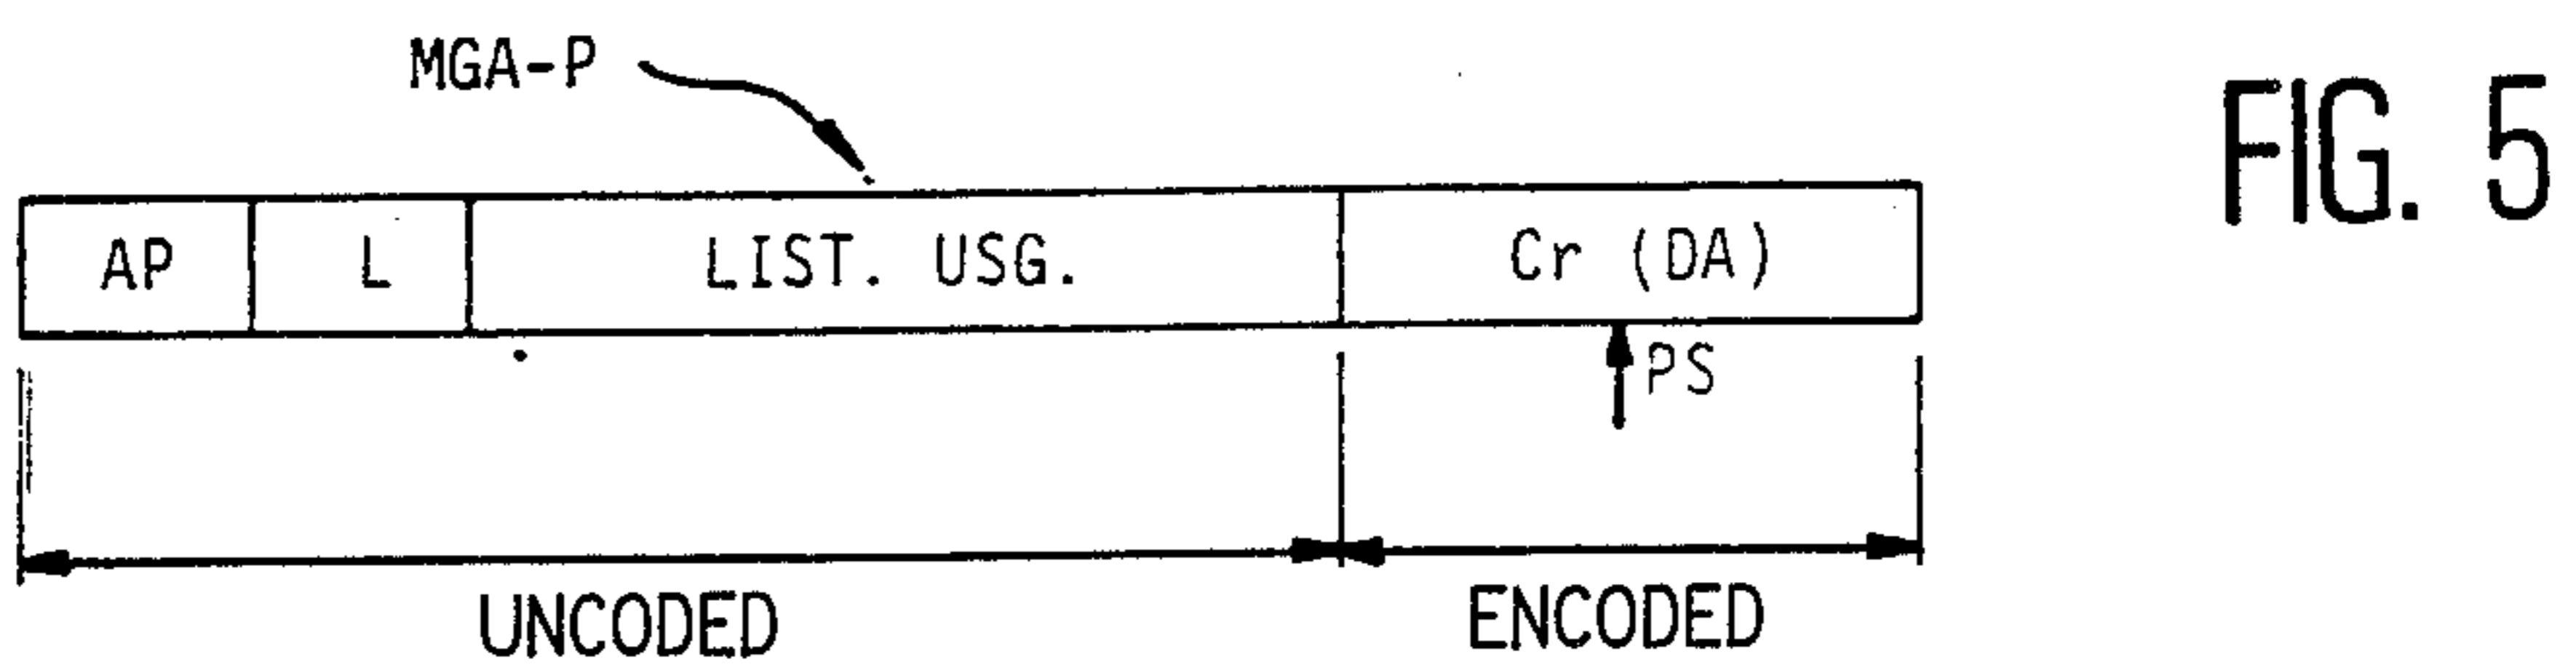 MGA-P
FIG. 5
AP L LIST. USG. Cr (DA)
PS
UNCODED ENCODED